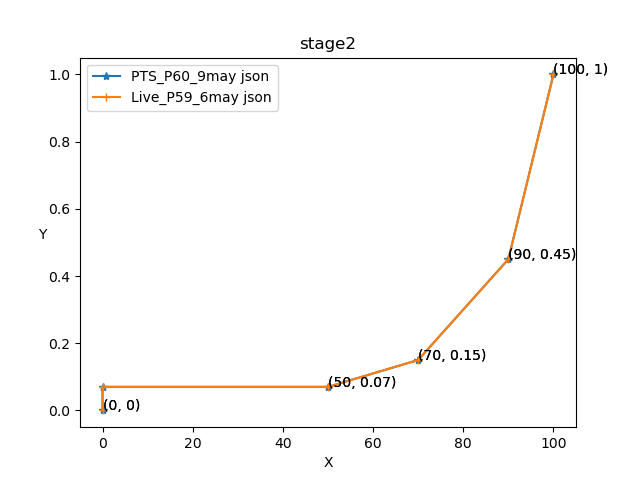 stage2
PTS_P60_9may json
Live_P59_6may json
1.0
0.8
0.6
0.4
0.2
0.0
Y
(100, 1)
(90, 0.45)
(70, 0.15)
(50, 0.07)
(0, 0)
0 20 40 60 80 100
X